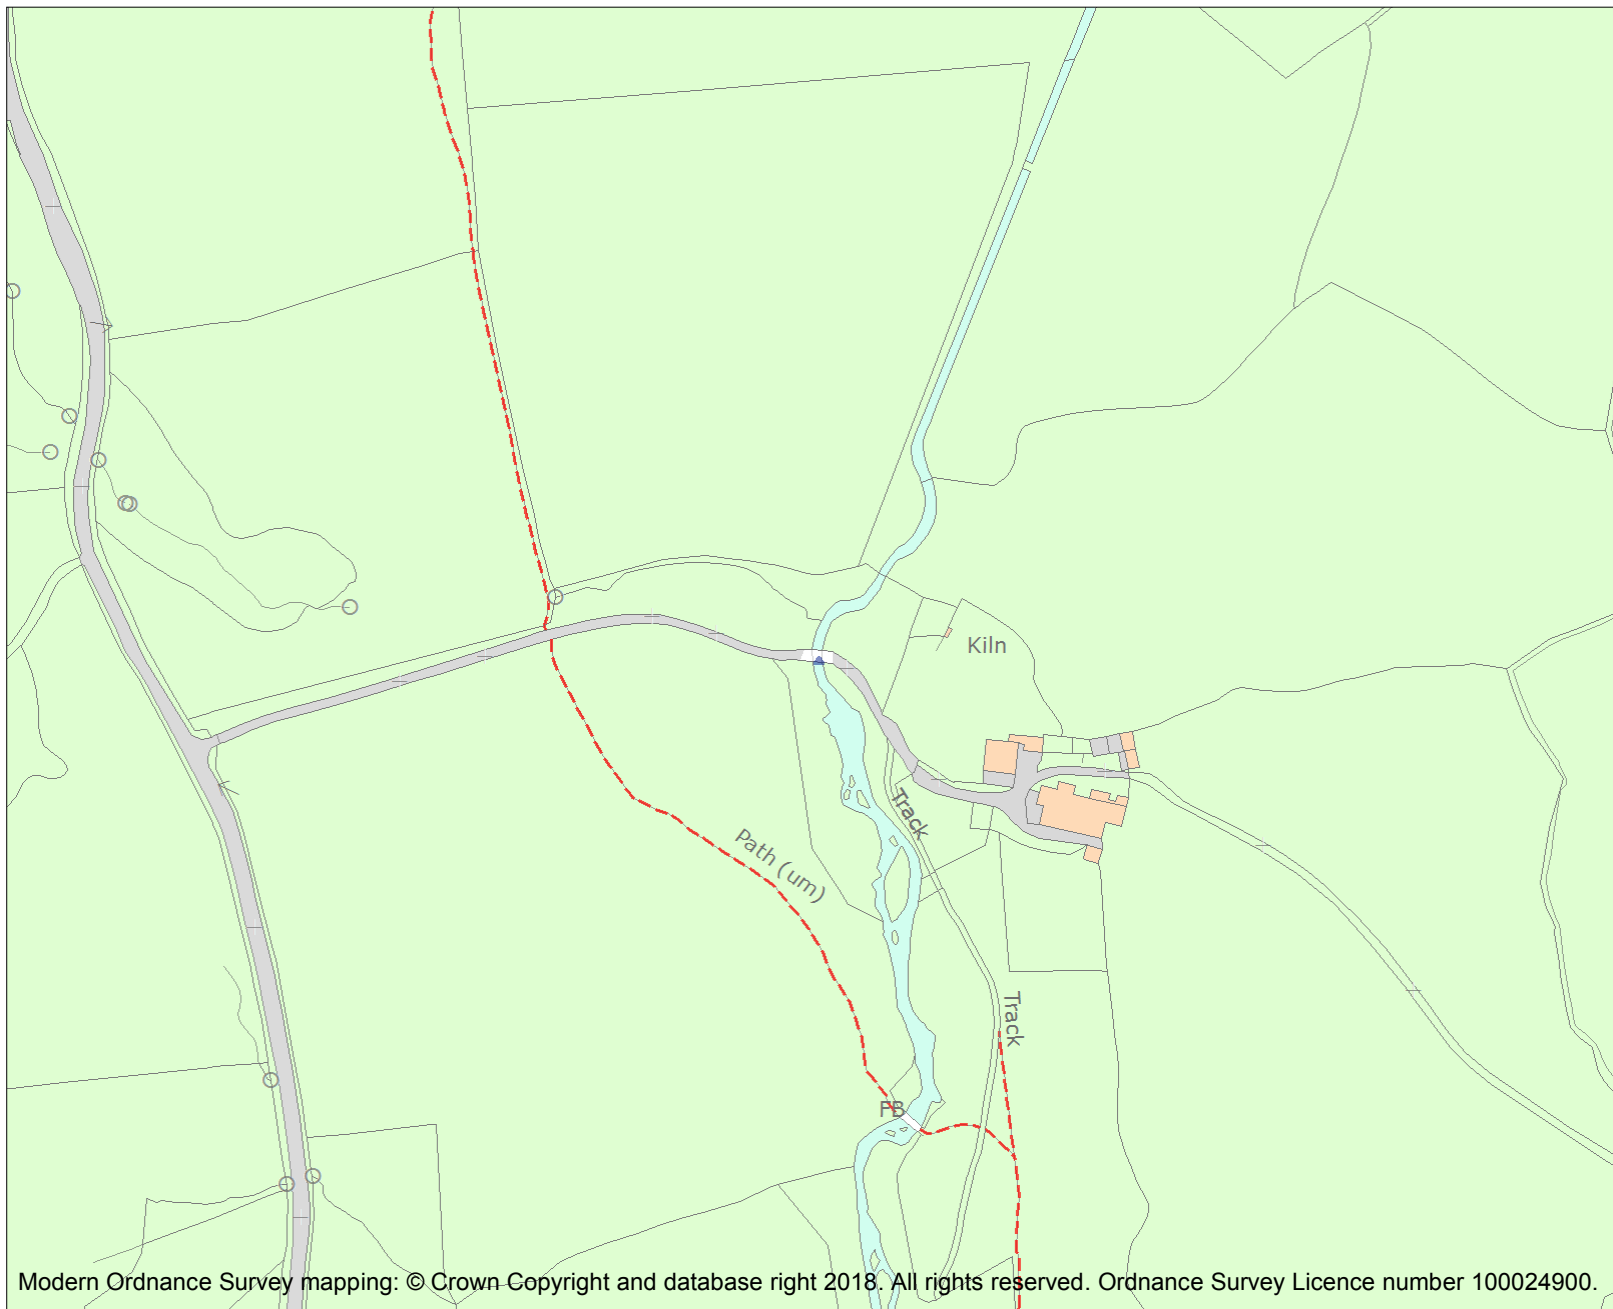 Kiln
Track
Path (um)
Track
FB
Modern Ordnance Survey mapping: © Crown Copyright and database right 2018. All rights reserved. Ordnance Survey Licence number 100024900.